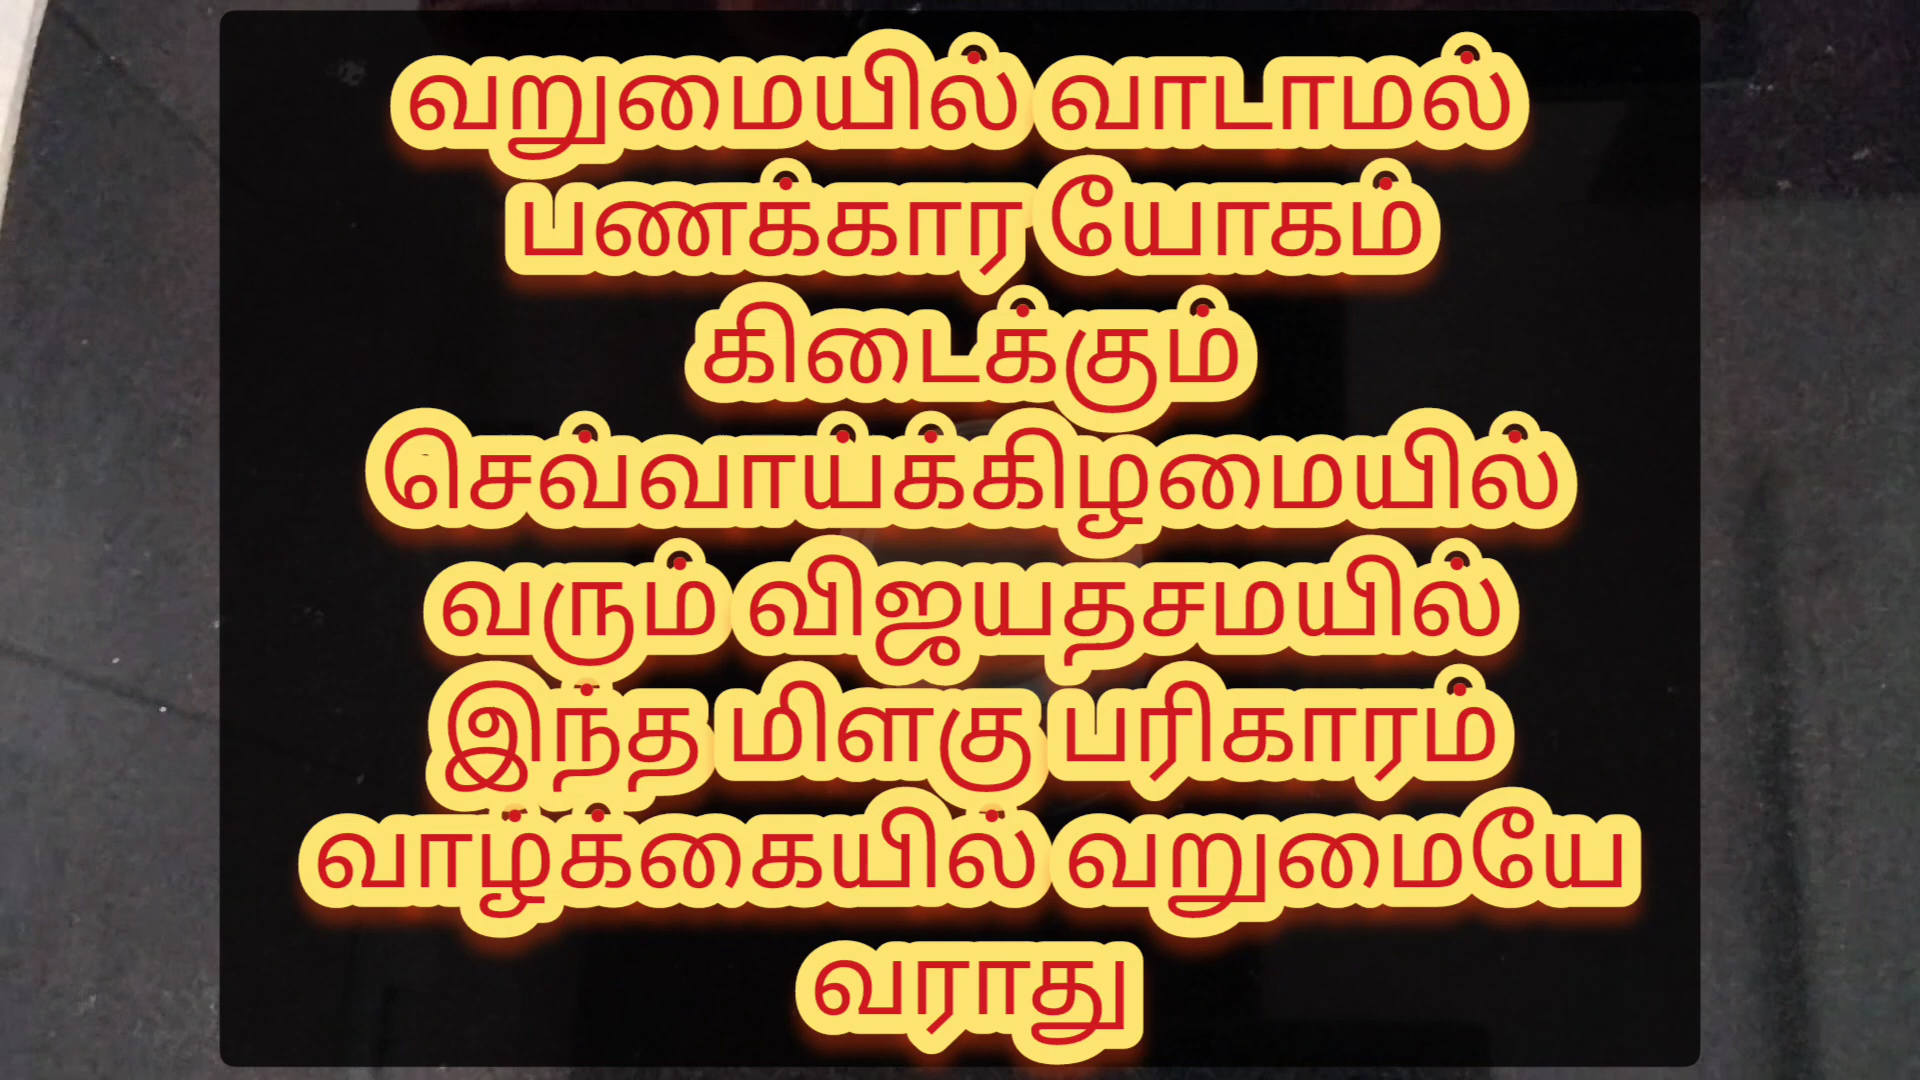 வறுமையில் வாடாமல்
பணக்கார யோகம்
கிடைக்கும்
செவ்வாய்க்கிழமையில்
வரும் விஜயதசமயில்
இந்த மிளகு பரிகாரம்
வாழ்க்கையில் வறுமையே
வராது